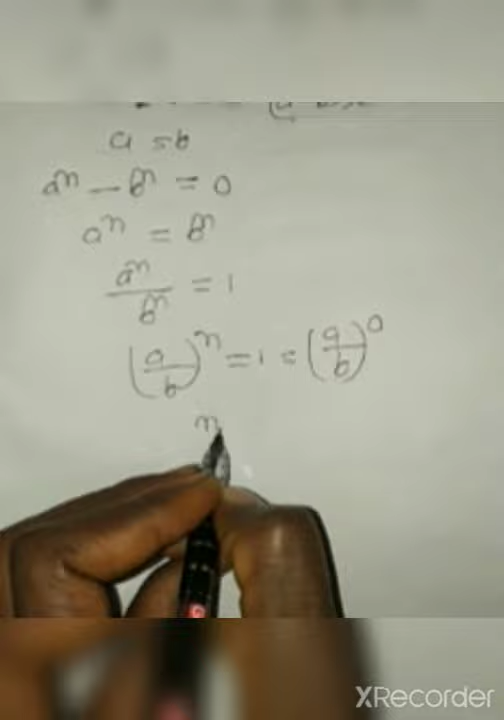 a = b
aⁿ - bⁿ = 0
aⁿ = bⁿ
aⁿ/bⁿ = 1
(a/b)ⁿ = 1 = (a/b)⁰
n
XRecorder